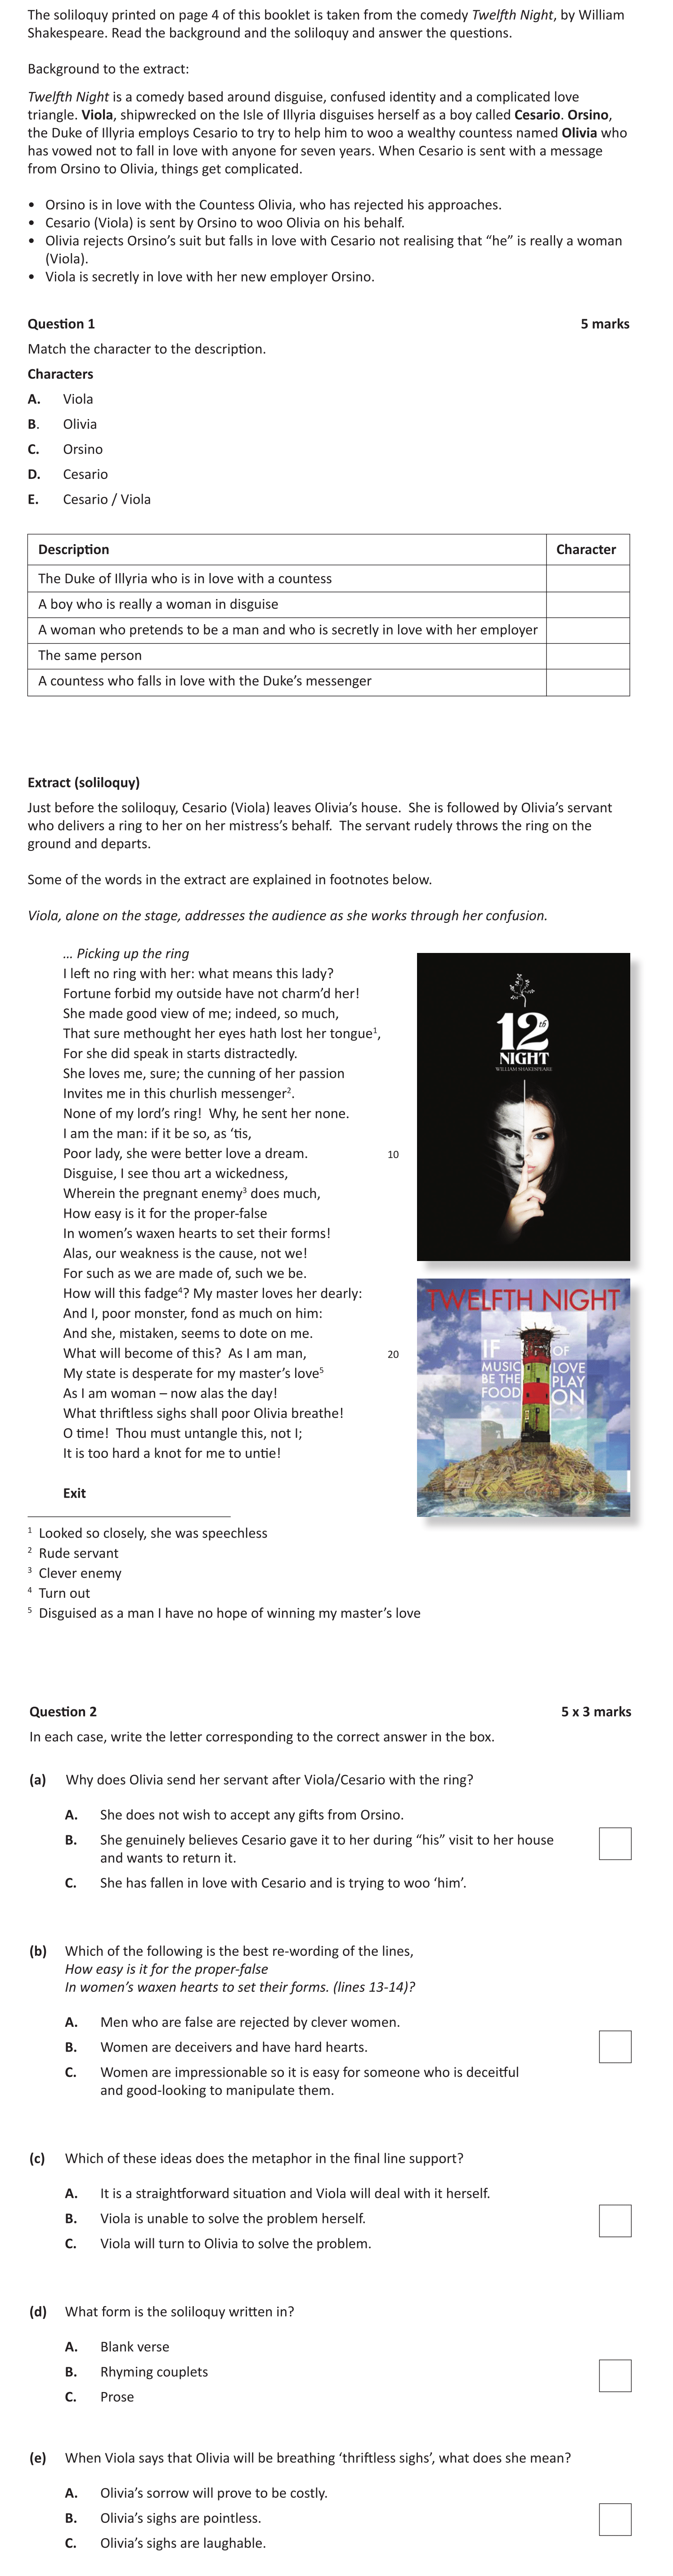 The soliloquy printed on page 4 of this booklet is taken from the comedy Twelfth Night, by William
Shakespeare. Read the background and the soliloquy and answer the questions.
Background to the extract:
Twelfth Night is a comedy based around disguise, confused identity and a complicated love
triangle. Viola, shipwrecked on the Isle of Illyria disguises herself as a boy called Cesario. Orsino,
the Duke of Illyria employs Cesario to try to help him to woo a wealthy countess named Olivia who
has vowed not to fall in love with anyone for seven years. When Cesario is sent with a message
from Orsino to Olivia, things get complicated.
• Orsino is in love with the Countess Olivia, who has rejected his approaches.
• Cesario (Viola) is sent by Orsino to woo Olivia on his behalf.
• Olivia rejects Orsino’s suit but falls in love with Cesario not realising that “he” is really a woman
(Viola).
• Viola is secretly in love with her new employer Orsino.
Question 1 5 marks
Match the character to the description.
Characters
A. Viola
B. Olivia
C. Orsino
D. Cesario
E. Cesario / Viola
Description Character
The Duke of Illyria who is in love with a countess
A boy who is really a woman in disguise
A woman who pretends to be a man and who is secretly in love with her employer
The same person
A countess who falls in love with the Duke’s messenger
Extract (soliloquy)
Just before the soliloquy, Cesario (Viola) leaves Olivia’s house. She is followed by Olivia’s servant
who delivers a ring to her on her mistress’s behalf. The servant rudely throws the ring on the
ground and departs.
Some of the words in the extract are explained in footnotes below.
Viola, alone on the stage, addresses the audience as she works through her confusion.
... Picking up the ring
I left no ring with her: what means this lady?
Fortune forbid my outside have not charm’d her!
She made good view of me; indeed, so much,
That sure methought her eyes hath lost her tongue1,
For she did speak in starts distractedly.
She loves me, sure; the cunning of her passion
Invites me in this churlish messenger2.
None of my lord’s ring! Why, he sent her none.
I am the man: if it be so, as ‘tis,
Poor lady, she were better love a dream. 10
Disguise, I see thou art a wickedness,
Wherein the pregnant enemy3 does much,
How easy is it for the proper-false
In women’s waxen hearts to set their forms!
Alas, our weakness is the cause, not we!
For such as we are made of, such we be.
How will this fadge4? My master loves her dearly:
And I, poor monster, fond as much on him:
And she, mistaken, seems to dote on me.
What will become of this? As I am man, 20
My state is desperate for my master’s love5
As I am woman – now alas the day!
What thriftless sighs shall poor Olivia breathe!
O time! Thou must untangle this, not I;
It is too hard a knot for me to untie!
Exit
12th
NIGHT
WILLIAM SHAKESPEARE
TWELFTH NIGHT
IF
MUSIC
BE THE
FOOD
OF
LOVE
PLAY
ON
1 Looked so closely, she was speechless
2 Rude servant
3 Clever enemy
4 Turn out
5 Disguised as a man I have no hope of winning my master’s love
Question 2 5 x 3 marks
In each case, write the letter corresponding to the correct answer in the box.
(a) Why does Olivia send her servant after Viola/Cesario with the ring?
A. She does not wish to accept any gifts from Orsino.
B. She genuinely believes Cesario gave it to her during “his” visit to her house
and wants to return it.
C. She has fallen in love with Cesario and is trying to woo ‘him’.
(b) Which of the following is the best re-wording of the lines,
How easy is it for the proper-false
In women’s waxen hearts to set their forms. (lines 13-14)?
A. Men who are false are rejected by clever women.
B. Women are deceivers and have hard hearts.
C. Women are impressionable so it is easy for someone who is deceitful
and good-looking to manipulate them.
(c) Which of these ideas does the metaphor in the final line support?
A. It is a straightforward situation and Viola will deal with it herself.
B. Viola is unable to solve the problem herself.
C. Viola will turn to Olivia to solve the problem.
(d) What form is the soliloquy written in?
A. Blank verse
B. Rhyming couplets
C. Prose
(e) When Viola says that Olivia will be breathing ‘thriftless sighs’, what does she mean?
A. Olivia’s sorrow will prove to be costly.
B. Olivia’s sighs are pointless.
C. Olivia’s sighs are laughable.